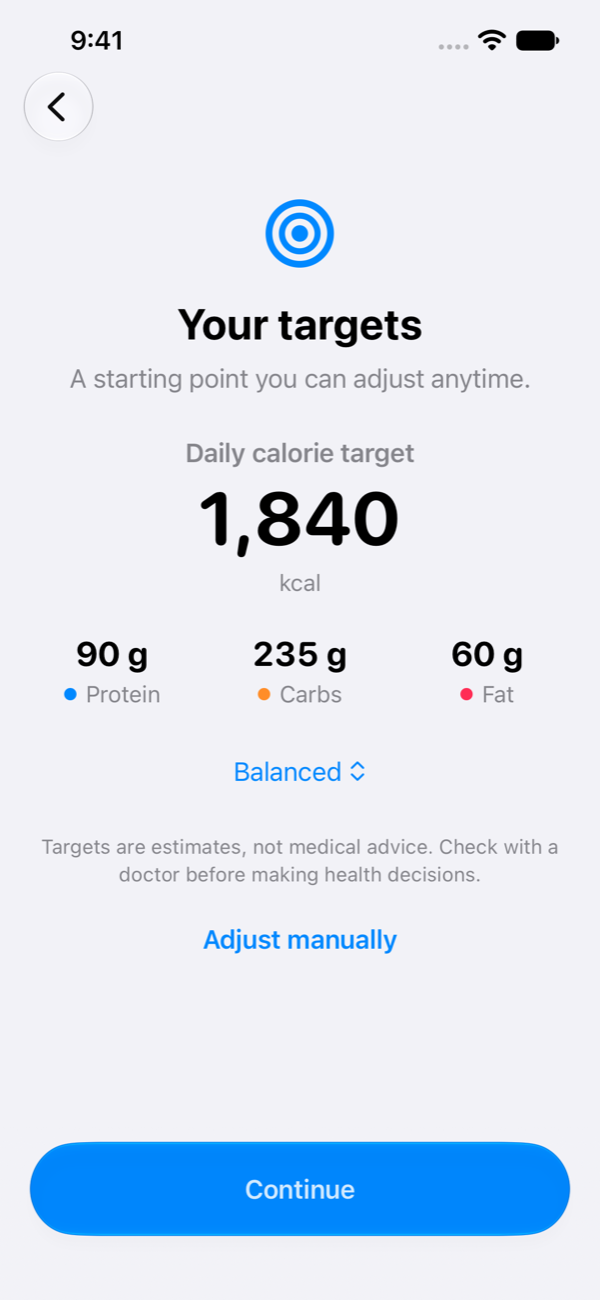 9:41
Your targets
A starting point you can adjust anytime.
Daily calorie target
1,840
kcal
90 g 235 g 60 g
Protein Carbs Fat
Balanced
Targets are estimates, not medical advice. Check with a
doctor before making health decisions.
Adjust manually
Continue